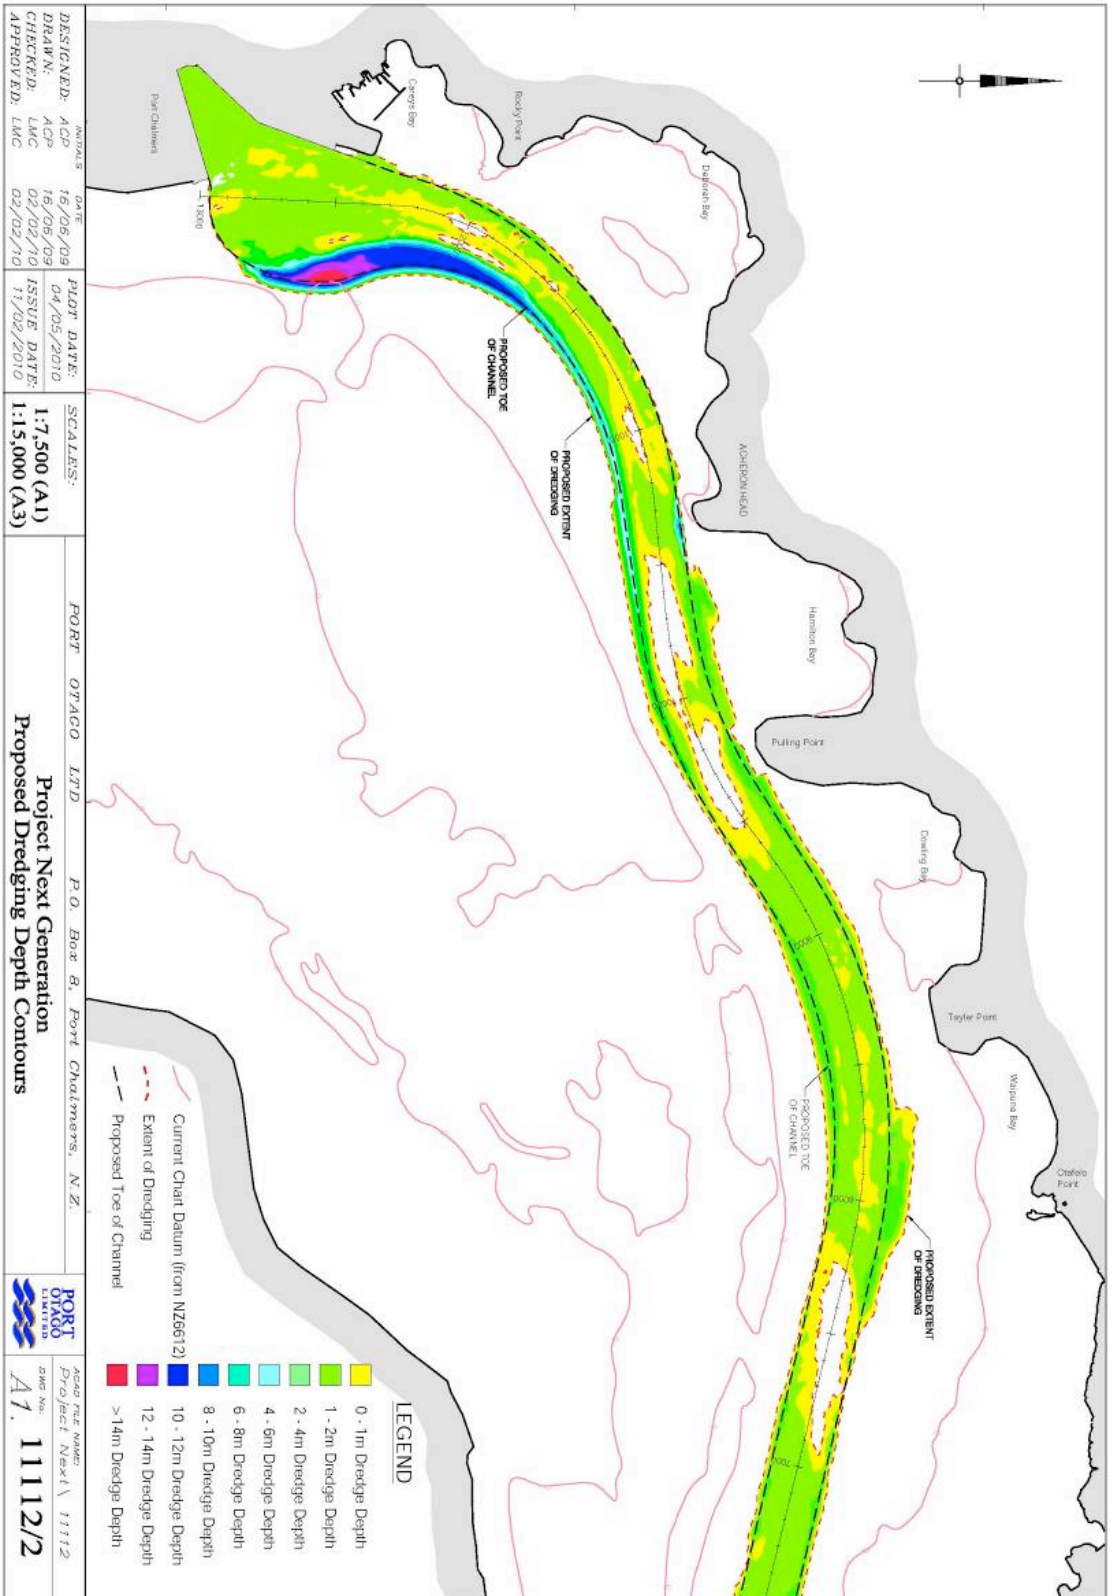 Otafelo
Point
Waipuna Bay
Tayler Point
Dowling Bay
Pulling Point
Hamilton Bay
ACHERON HEAD
Deborah Bay
Rocky Point
Careys Bay
Port Chalmers
13000
11000
10000
9000
8000
7000
PROPOSED TOE
OF CHANNEL
PROPOSED EXTENT
OF DREDGING
PROPOSED TOE
OF CHANNEL
PROPOSED EXTENT
OF DREDGING
LEGEND
0 - 1m Dredge Depth
1 - 2m Dredge Depth
2 - 4m Dredge Depth
4 - 6m Dredge Depth
6 - 8m Dredge Depth
8 - 10m Dredge Depth
10 - 12m Dredge Depth
12 - 14m Dredge Depth
>14m Dredge Depth
Current Chart Datum (from NZ6612)
Extent of Dredging
Proposed Toe of Channel
INITIALS DATE
DESIGNED: ACP 16/06/09
DRAWN: ACP 16/06/09
CHECKED: LMC 02/02/10
APPROVED: LMC 02/02/10
PLOT DATE:
04/05/2010
ISSUE DATE:
11/02/2010
SCALES:
1:7,500 (A1)
1:15,000 (A3)
PORT OTAGO LTD P.O. Box 8, Port Chalmers, N.Z.
Project Next Generation
Proposed Dredging Depth Contours
PORT
OTAGO
LIMITED
ACAD FILE NAME:
Project Next \ 11112
DWG No:
A1. 11112/2